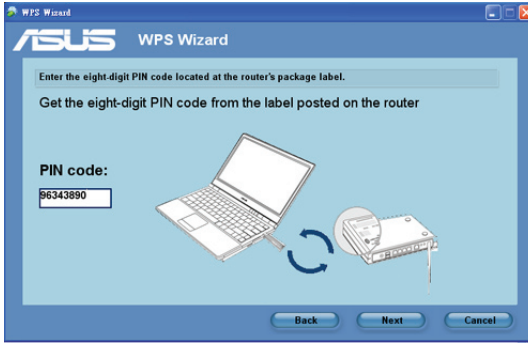 WPS Wizard
ASUS WPS Wizard
Enter the eight-digit PIN code located at the router's package label.
Get the eight-digit PIN code from the label posted on the router
PIN code:
96343890
Back Next Cancel